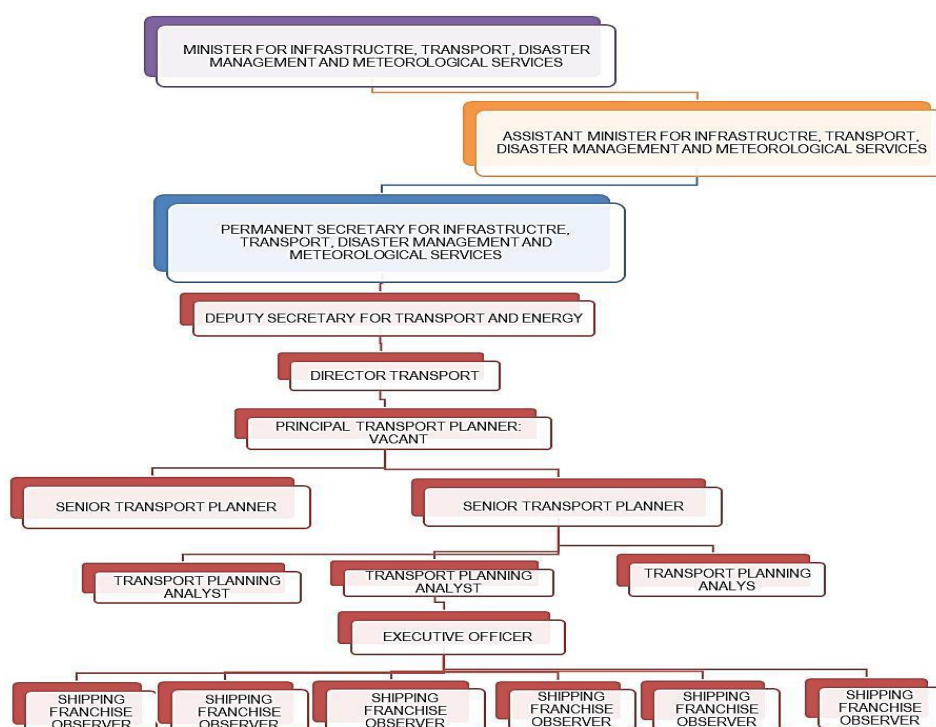 MINISTER FOR INFRASTRUCTRE, TRANSPORT, DISASTER
MANAGEMENT AND METEOROLOGICAL SERVICES
ASSISTANT MINISTER FOR INFRASTRUCTRE, TRANSPORT,
DISASTER MANAGEMENT AND METEOROLOGICAL SERVICES
PERMANENT SECRETARY FOR INFRASTRUCTRE,
TRANSPORT, DISASTER MANAGEMENT AND
METEOROLOGICAL SERVICES
DEPUTY SECRETARY FOR TRANSPORT AND ENERGY
DIRECTOR TRANSPORT
PRINCIPAL TRANSPORT PLANNER:
VACANT
SENIOR TRANSPORT PLANNER
SENIOR TRANSPORT PLANNER
TRANSPORT PLANNING
ANALYST
TRANSPORT PLANNING
ANALYST
TRANSPORT PLANNING
ANALYS
EXECUTIVE OFFICER
SHIPPING
FRANCHISE
OBSERVER
SHIPPING
FRANCHISE
OBSERVER
SHIPPING
FRANCHISE
OBSERVER
SHIPPING
FRANCHISE
OBSERVER
SHIPPING
FRANCHISE
OBSERVER
SHIPPING
FRANCHISE
OBSERVER